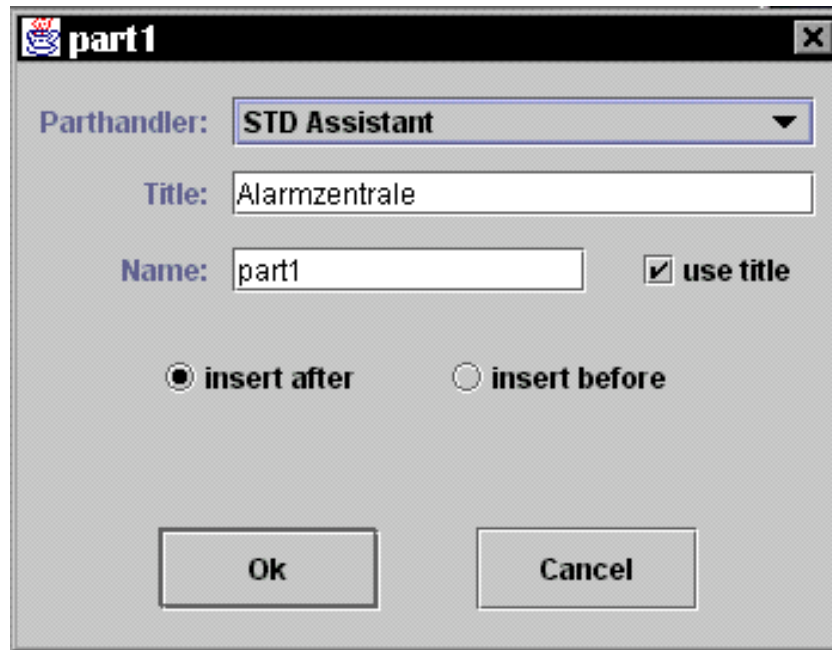 part1
Parthandler: STD Assistant
Title: Alarmzentrale
Name: part1 use title
insert after insert before
Ok Cancel